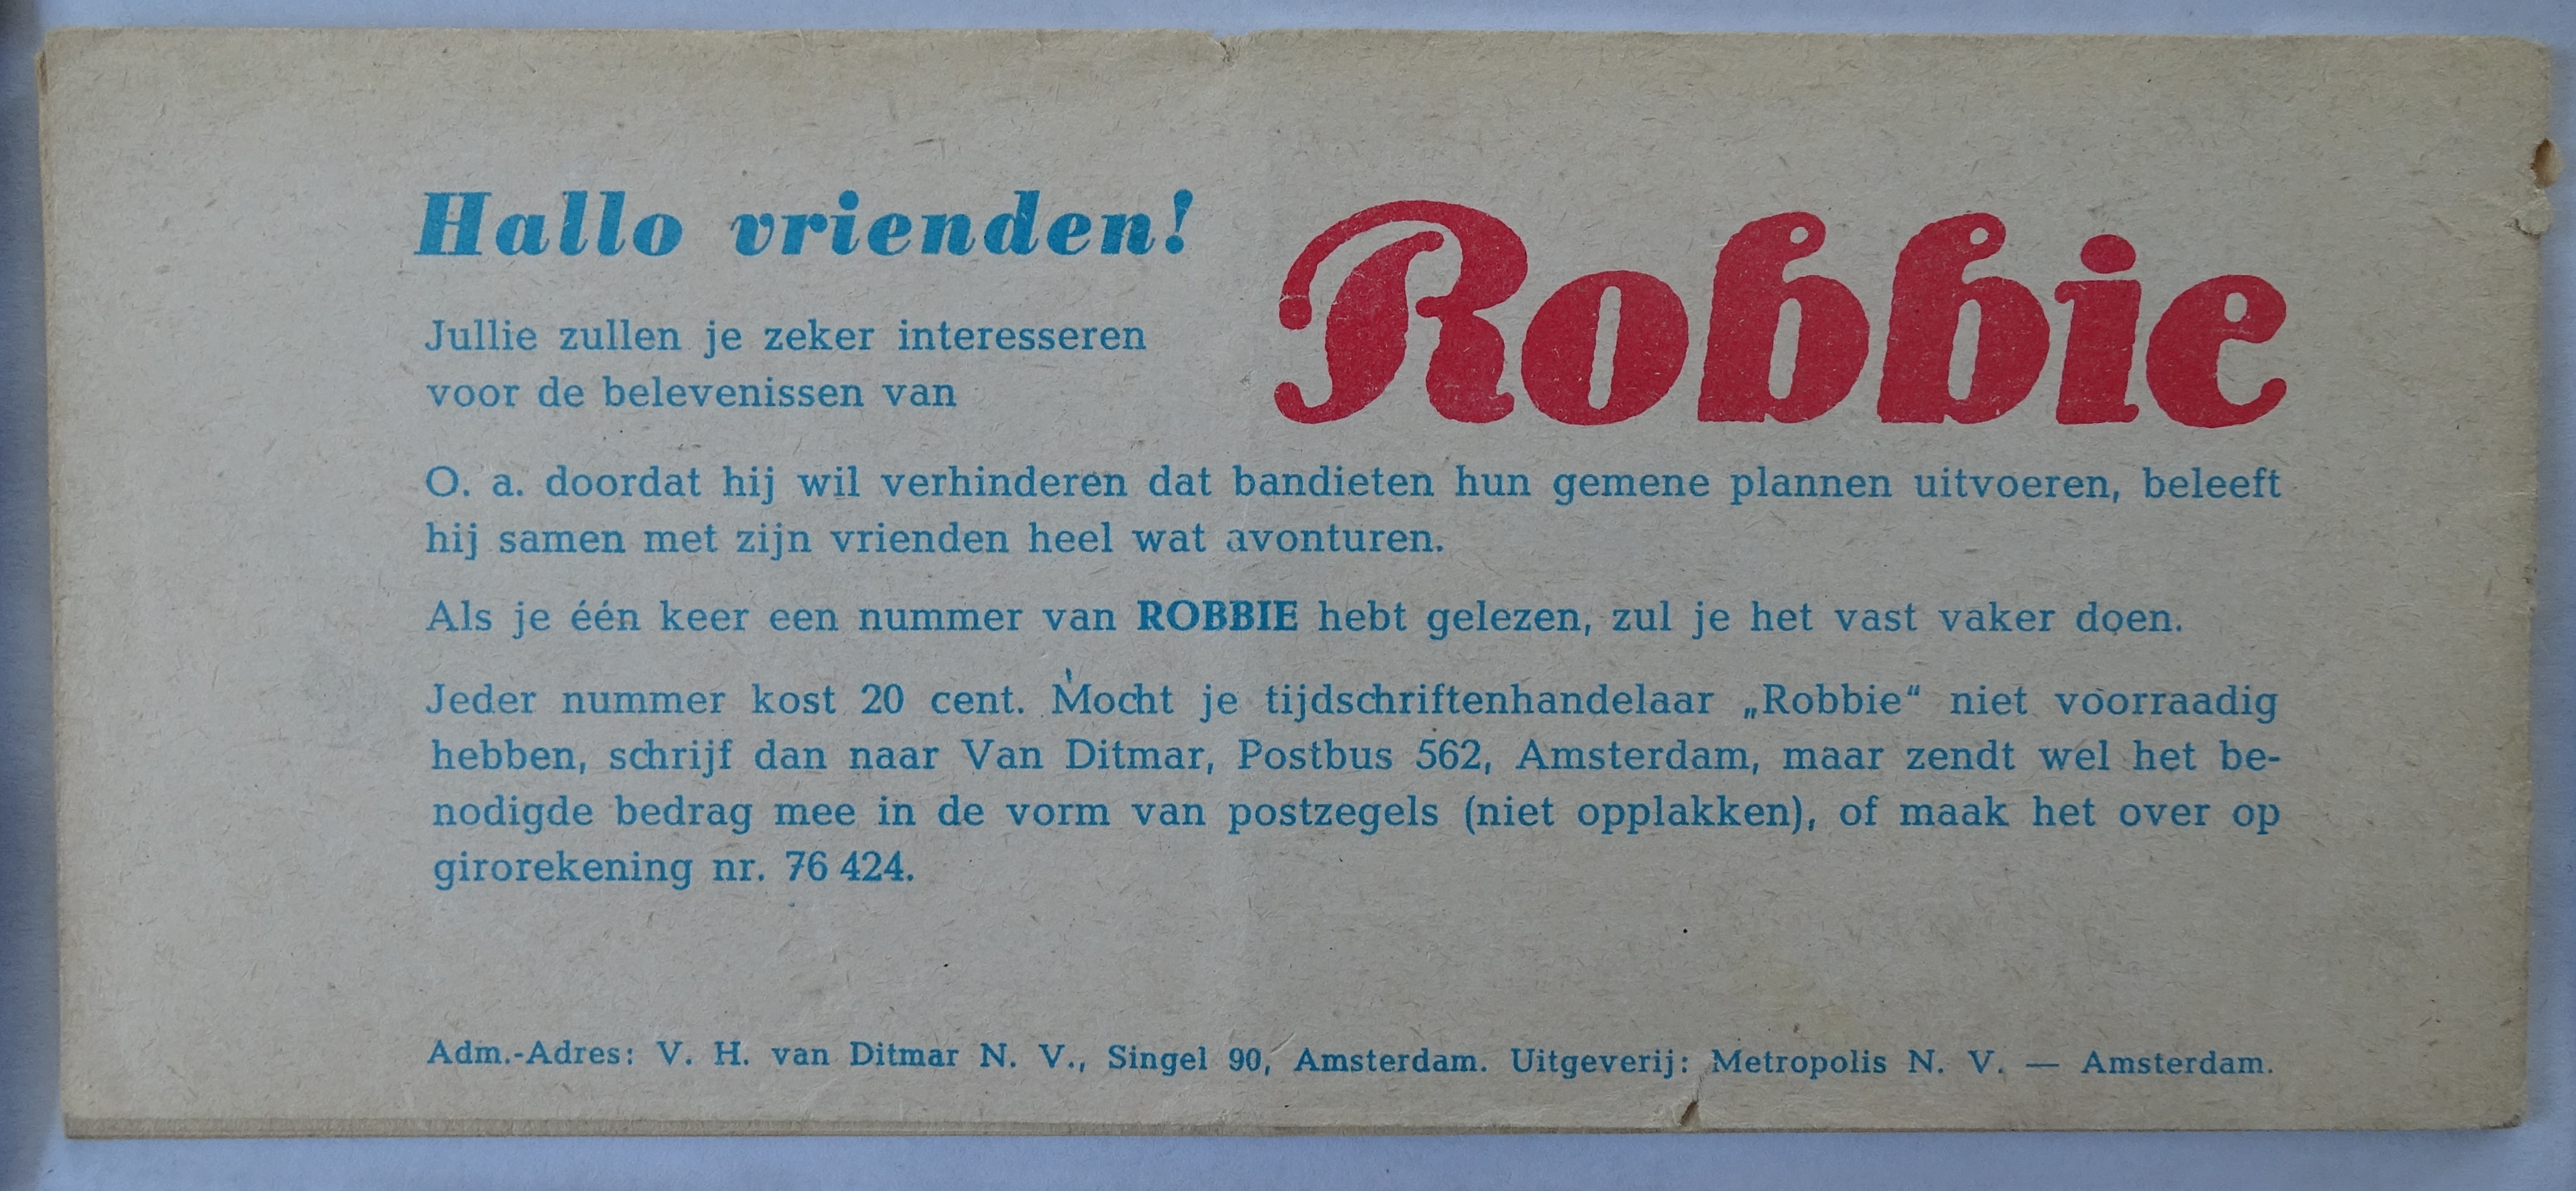 Hallo vrienden!
Jullie zullen je zeker interesseren
voor de belevenissen van
Robbie
O. a. doordat hij wil verhinderen dat bandieten hun gemene plannen uitvoeren, beleeft
hij samen met zijn vrienden heel wat avonturen.
Als je één keer een nummer van ROBBIE hebt gelezen, zul je het vast vaker doen.
Jeder nummer kost 20 cent. Mocht je tijdschriftenhandelaar „Robbie“ niet voorraadig
hebben, schrijf dan naar Van Ditmar, Postbus 562, Amsterdam, maar zendt wel het be-
nodigde bedrag mee in de vorm van postzegels (niet opplakken), of maak het over op
girorekening nr. 76 424.
Adm.-Adres: V. H. van Ditmar N. V., Singel 90, Amsterdam. Uitgeverij: Metropolis N. V. — Amsterdam.